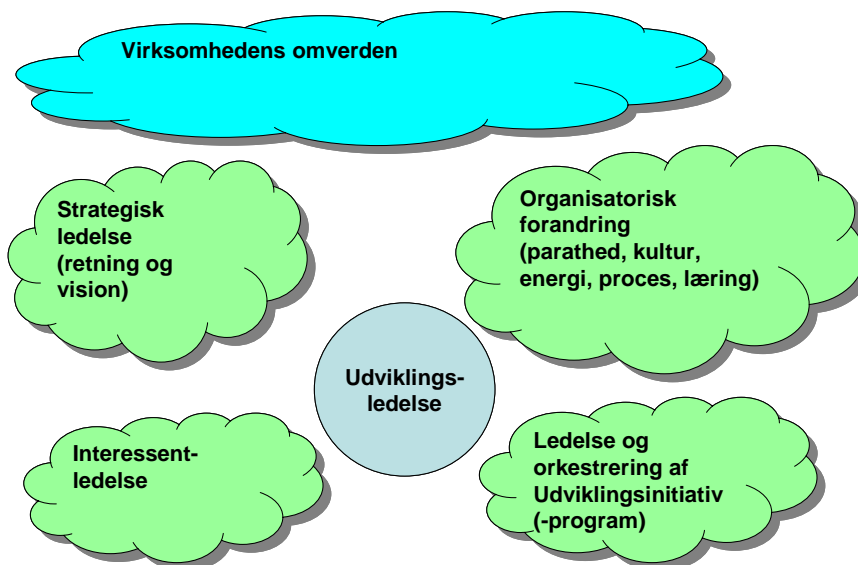 Virksomhedens omverden
Strategisk
ledelse
(retning og
vision)
Organisatorisk
forandring
(parathed, kultur,
energi, proces, læring)
Udviklings-
ledelse
Interessent-
ledelse
Ledelse og
orkestrering af
Udviklingsinitiativ
(-program)